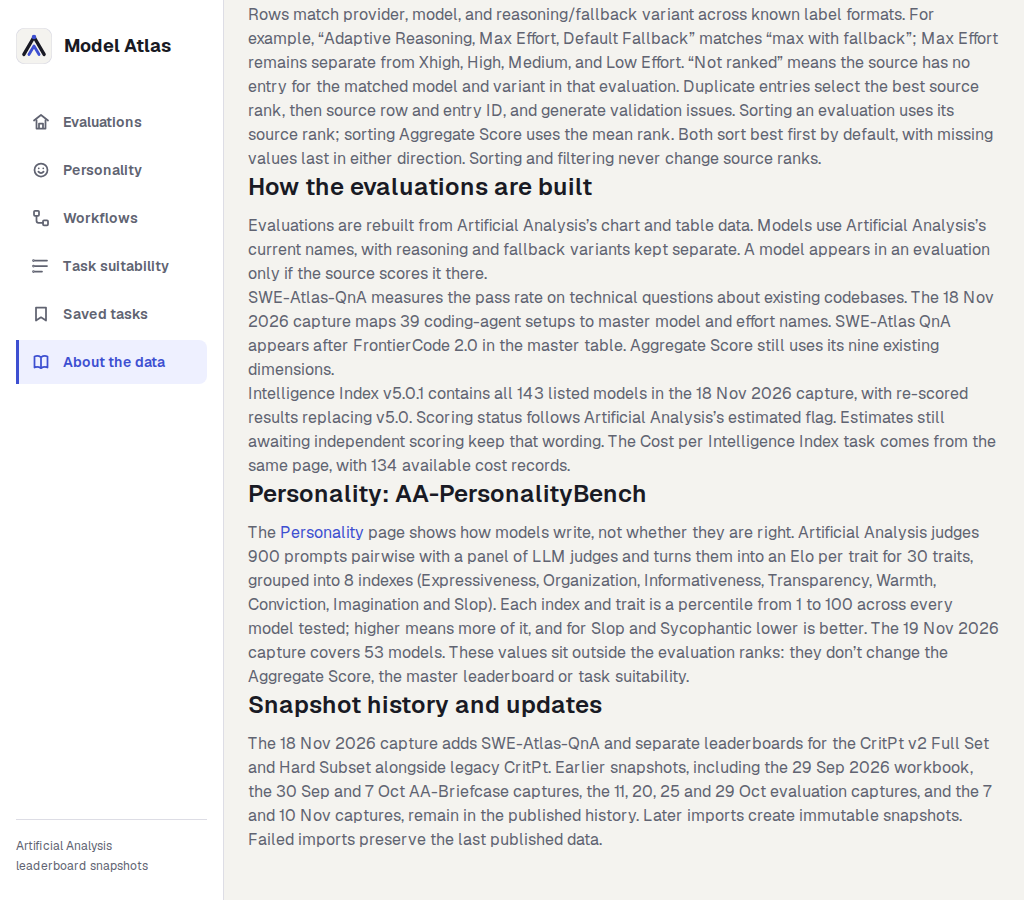 Model Atlas
Evaluations
Personality
Workflows
Task suitability
Saved tasks
About the data
Artificial Analysis
leaderboard snapshots
Rows match provider, model, and reasoning/fallback variant across known label formats. For
example, “Adaptive Reasoning, Max Effort, Default Fallback” matches “max with fallback”; Max Effort
remains separate from Xhigh, High, Medium, and Low Effort. “Not ranked” means the source has no
entry for the matched model and variant in that evaluation. Duplicate entries select the best source
rank, then source row and entry ID, and generate validation issues. Sorting an evaluation uses its
source rank; sorting Aggregate Score uses the mean rank. Both sort best first by default, with missing
values last in either direction. Sorting and filtering never change source ranks.
How the evaluations are built
Evaluations are rebuilt from Artificial Analysis’s chart and table data. Models use Artificial Analysis’s
current names, with reasoning and fallback variants kept separate. A model appears in an evaluation
only if the source scores it there.
SWE-Atlas-QnA measures the pass rate on technical questions about existing codebases. The 18 Nov
2026 capture maps 39 coding-agent setups to master model and effort names. SWE-Atlas QnA
appears after FrontierCode 2.0 in the master table. Aggregate Score still uses its nine existing
dimensions.
Intelligence Index v5.0.1 contains all 143 listed models in the 18 Nov 2026 capture, with re-scored
results replacing v5.0. Scoring status follows Artificial Analysis’s estimated flag. Estimates still
awaiting independent scoring keep that wording. The Cost per Intelligence Index task comes from the
same page, with 134 available cost records.
Personality: AA-PersonalityBench
The Personality page shows how models write, not whether they are right. Artificial Analysis judges
900 prompts pairwise with a panel of LLM judges and turns them into an Elo per trait for 30 traits,
grouped into 8 indexes (Expressiveness, Organization, Informativeness, Transparency, Warmth,
Conviction, Imagination and Slop). Each index and trait is a percentile from 1 to 100 across every
model tested; higher means more of it, and for Slop and Sycophantic lower is better. The 19 Nov 2026
capture covers 53 models. These values sit outside the evaluation ranks: they don’t change the
Aggregate Score, the master leaderboard or task suitability.
Snapshot history and updates
The 18 Nov 2026 capture adds SWE-Atlas-QnA and separate leaderboards for the CritPt v2 Full Set
and Hard Subset alongside legacy CritPt. Earlier snapshots, including the 29 Sep 2026 workbook,
the 30 Sep and 7 Oct AA-Briefcase captures, the 11, 20, 25 and 29 Oct evaluation captures, and the 7
and 10 Nov captures, remain in the published history. Later imports create immutable snapshots.
Failed imports preserve the last published data.